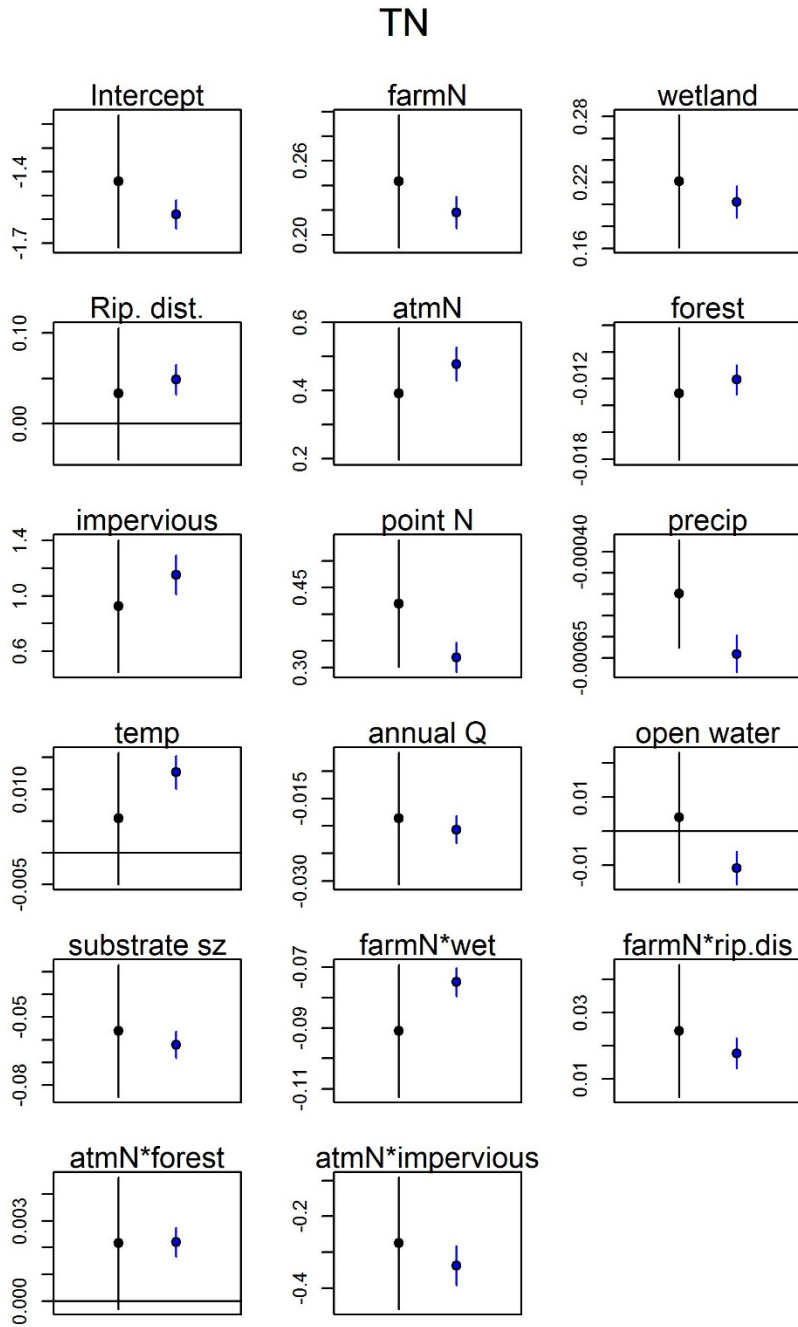 TN
Intercept farmN wetland
-1.4 -1.7
0.26 0.20
0.28 0.22 0.16
Rip. dist. atmN forest
0.10 0.00
0.6 0.4 0.2
-0.012 -0.018
impervious point N precip
1.4 1.0 0.6
0.45 0.30
-0.00040 -0.00065
temp annual Q open water
0.010 -0.005
-0.015 -0.030
0.01 -0.01
substrate sz farmN*wet farmN*rip.dis
-0.05 -0.08
-0.07 -0.09 -0.11
0.03 0.01
atmN*forest atmN*impervious
0.003 0.000
-0.2 -0.4